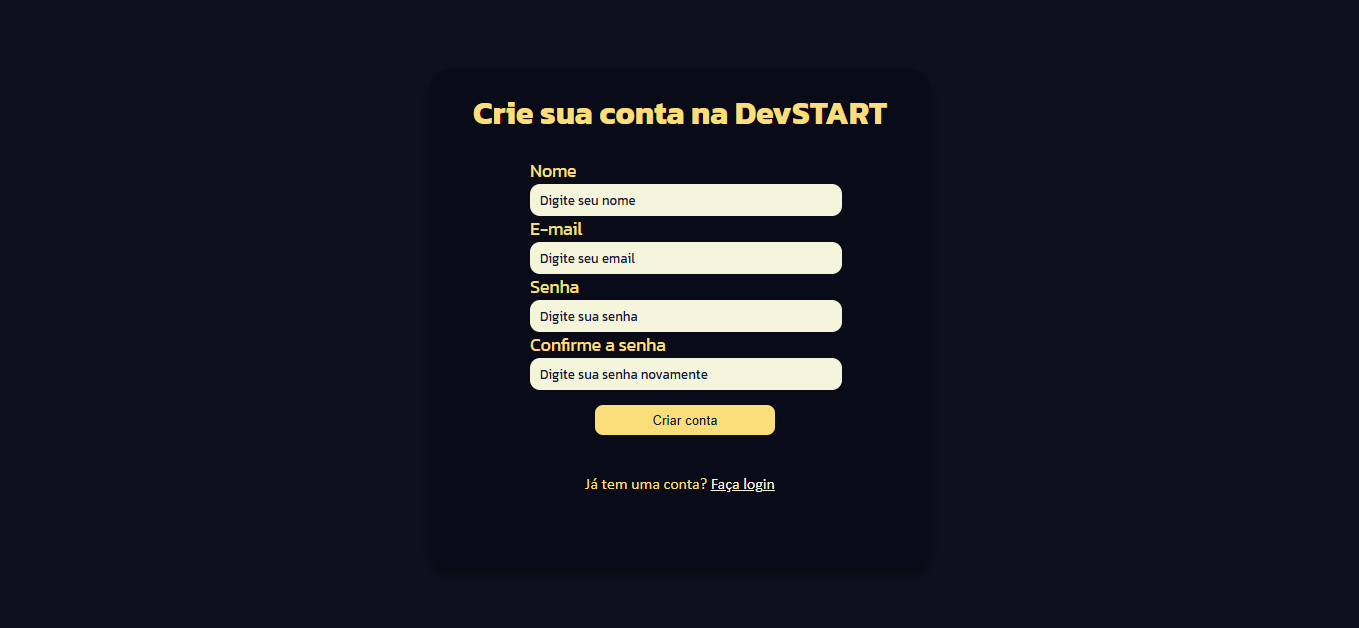 Crie sua conta na DevSTART
Nome
Digite seu nome
E-mail
Digite seu email
Senha
Digite sua senha
Confirme a senha
Digite sua senha novamente
Criar conta
Já tem uma conta? Faça login